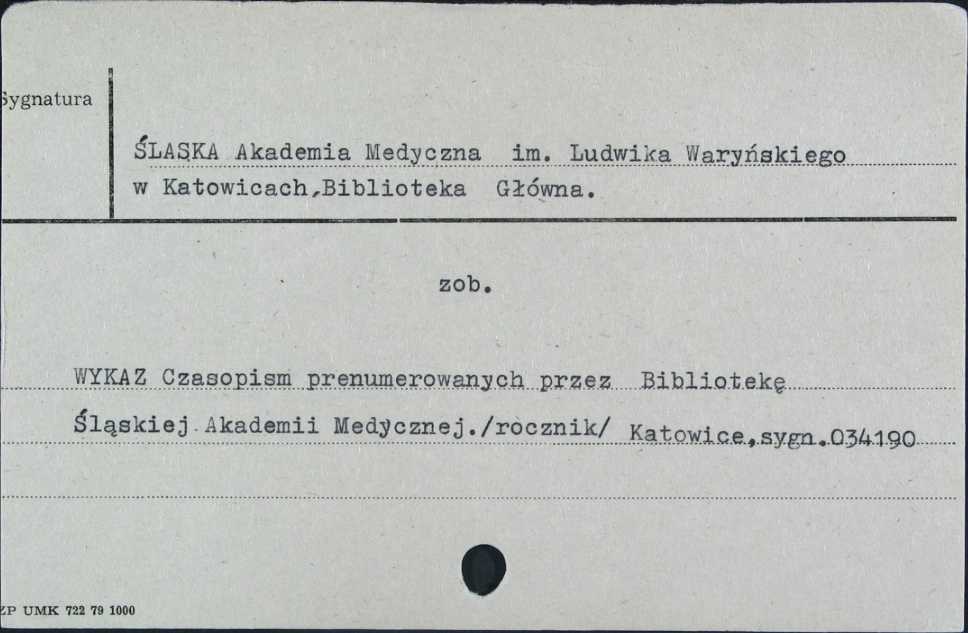 Sygnatura
ŚLASKA Akademia Medyczna im. Ludwika Waryńskiego
w Katowicach,Biblioteka Główna.
zob.
WYKAZ Czasopism prenumerowanych przez Bibliotekę
Śląskiej Akademii Medycznej./rocznik/ Katowice,sygn.034190
ZP UMK 722 79 1000